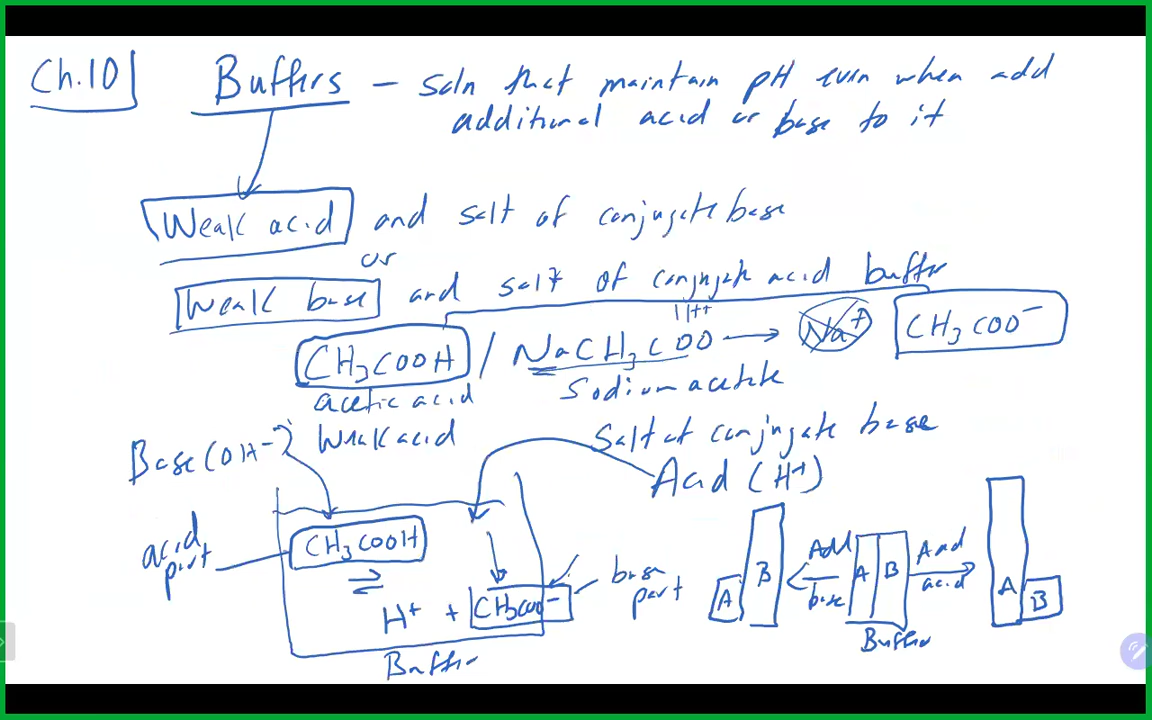 Ch.10
Buffers – soln that maintain pH even when add
additional acid or base to it
Weak acid and salt of conjugate base
or
Weak base and salt of conjugate acid buffer
CH3COOH / NaCH3COO → Na+ CH3COO−
acetic acid Sodium acetate
Weak acid Salt of conjugate base
Base (OH−) Acid (H+)
acid part
CH3COOH
⇌
H+ + CH3COO−
base part
Buffer
A B
Add base
A B
Add acid
A B
Buffer